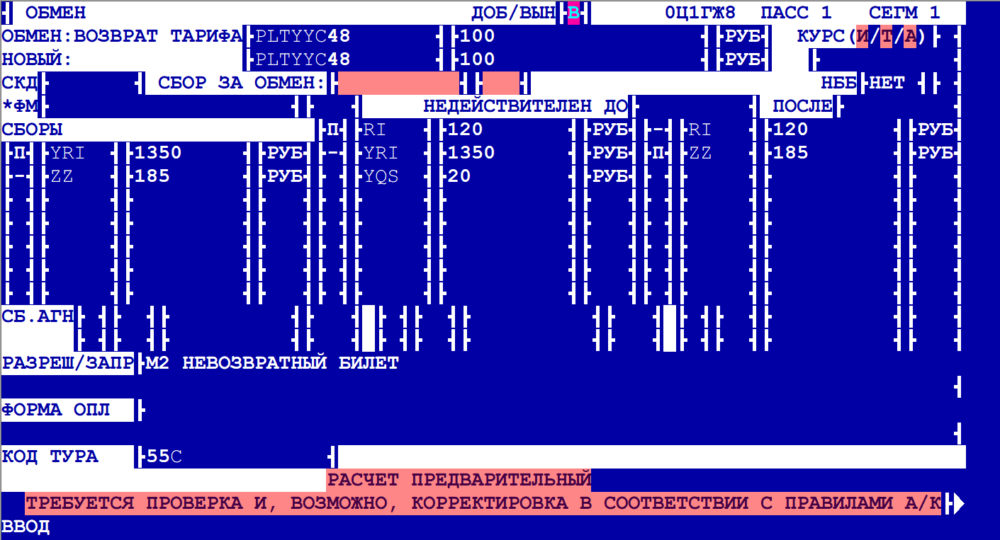 ОБМЕН ДОБ/ВЫН В 0Ц1ГЖ8 ПАСС 1 СЕГМ 1
ОБМЕН:ВОЗВРАТ ТАРИФА PLTYYC48 100 РУБ КУРС(И/Т/А)
НОВЫЙ: PLTYYC48 100 РУБ
СКД СБОР ЗА ОБМЕН: НББ НЕТ
*ФМ НЕДЕЙСТВИТЕЛЕН ДО ПОСЛЕ
СБОРЫ П RI 120 РУБ - RI 120 РУБ
П YRI 1350 РУБ - YRI 1350 РУБ П ZZ 185 РУБ
- ZZ 185 РУБ YQS 20 РУБ
СБ.АГН
РАЗРЕШ/ЗАПР М2 НЕВОЗВРАТНЫЙ БИЛЕТ
ФОРМА ОПЛ
КОД ТУРА 55C
РАСЧЕТ ПРЕДВАРИТЕЛЬНЫЙ
ТРЕБУЕТСЯ ПРОВЕРКА И, ВОЗМОЖНО, КОРРЕКТИРОВКА В СООТВЕТСТВИИ С ПРАВИЛАМИ А/К
ВВОД